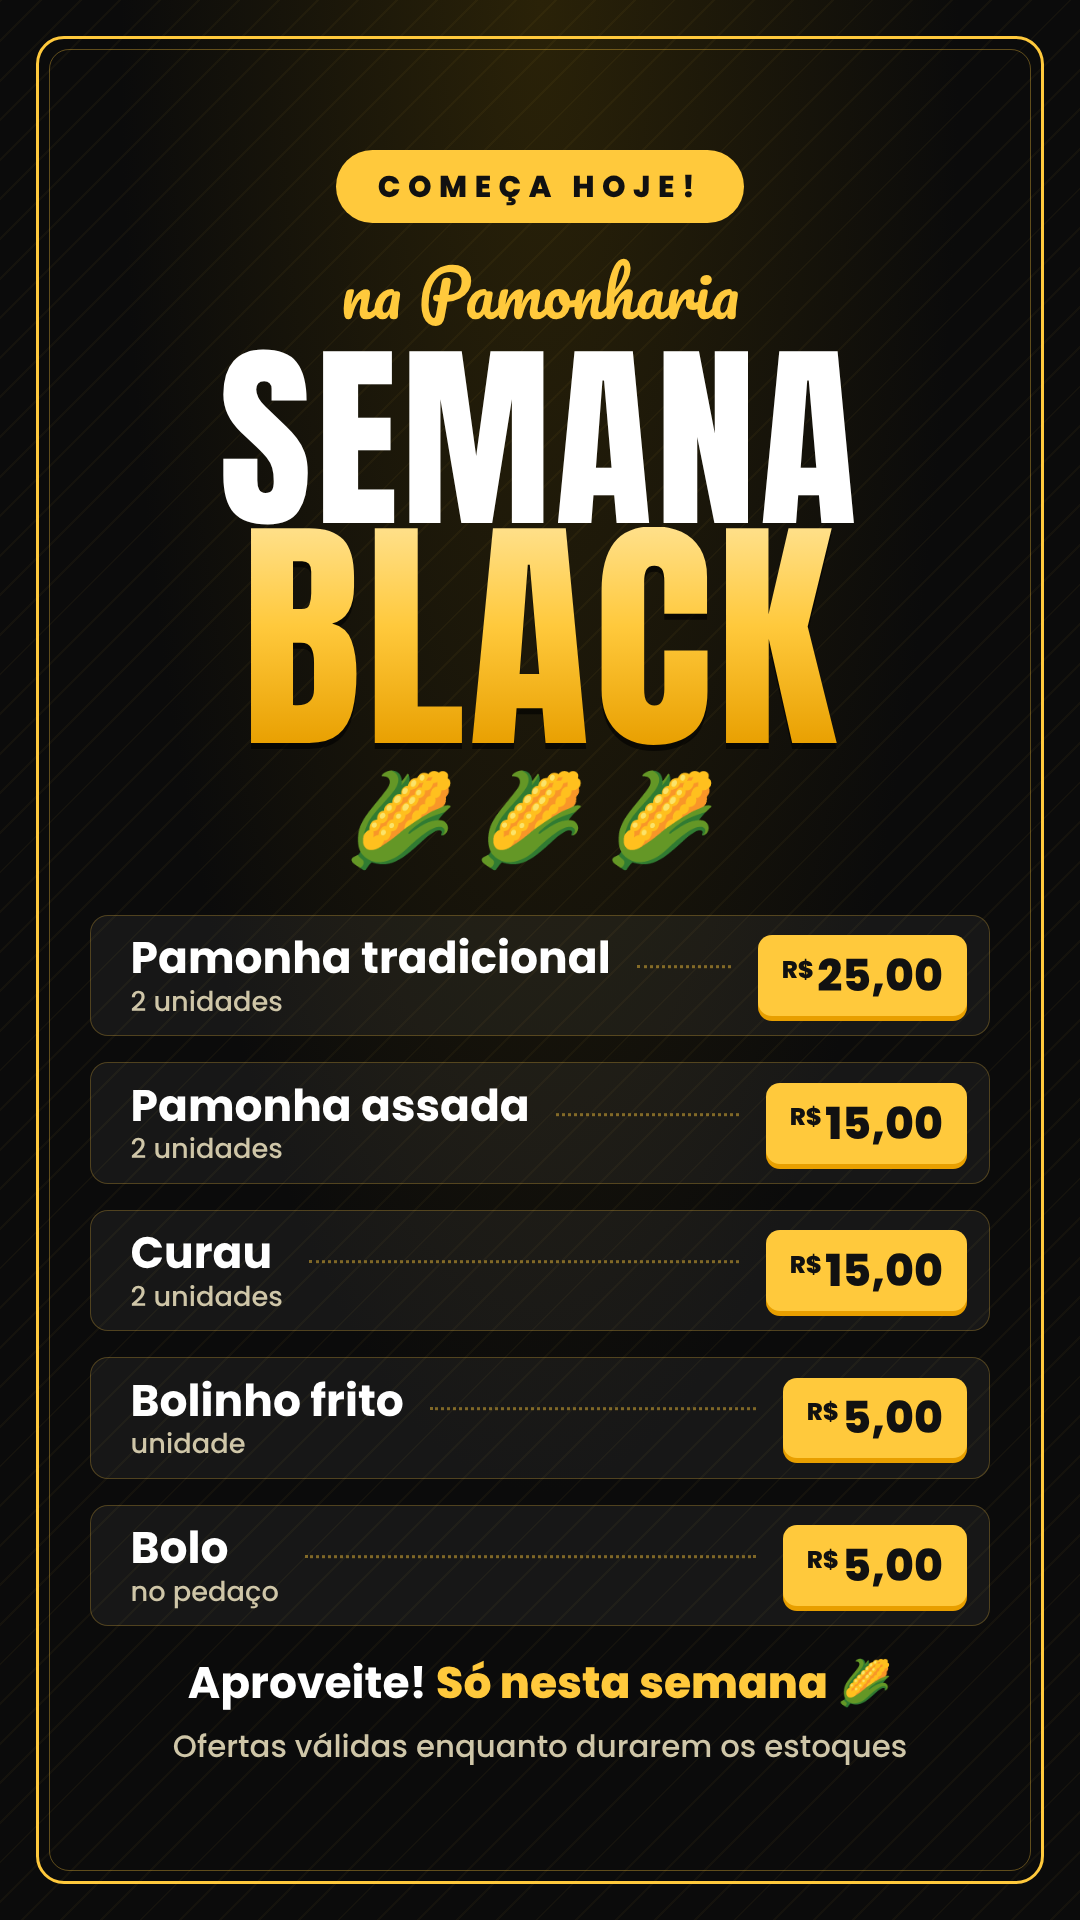 COMEÇA HOJE!
na Pamonharia
SEMANA
BLACK
Pamonha tradicional
2 unidades
R$ 25,00
Pamonha assada
2 unidades
R$ 15,00
Curau
2 unidades
R$ 15,00
Bolinho frito
unidade
R$ 5,00
Bolo
no pedaço
R$ 5,00
Aproveite! Só nesta semana 🌽
Ofertas válidas enquanto durarem os estoques